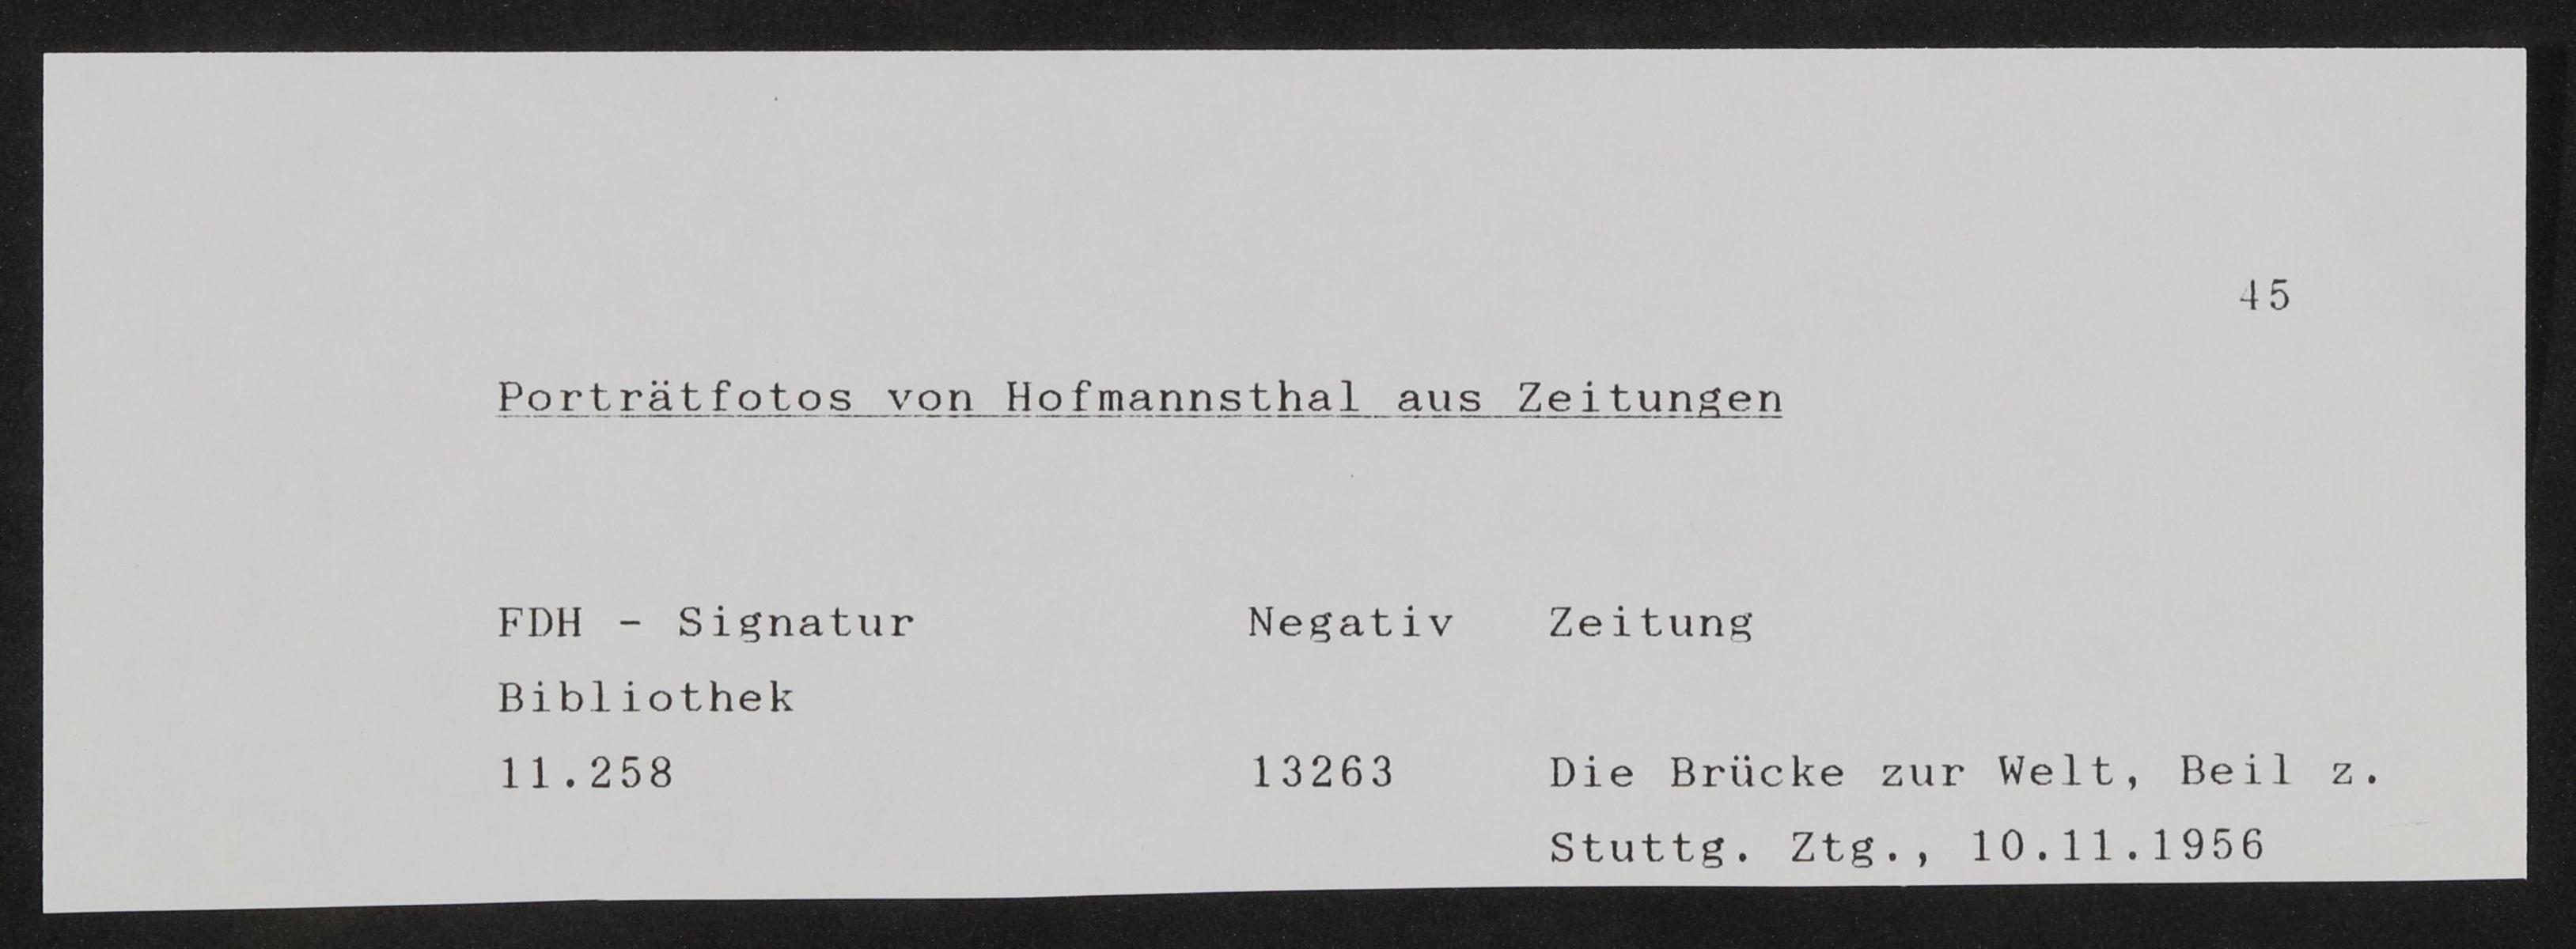 45
Porträtfotos von Hofmannsthal aus Zeitungen
FDH - Signatur Negativ Zeitung
Bibliothek
11.258 13263 Die Brücke zur Welt, Beil z.
Stuttg. Ztg., 10.11.1956